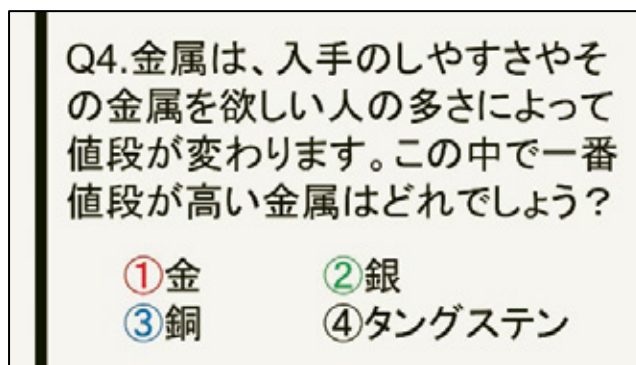 Q4.金属は、入手のしやすさやそ
の金属を欲しい人の多さによって
値段が変わります。この中で一番
値段が高い金属はどれでしょう？
①金 ②銀
③銅 ④タングステン